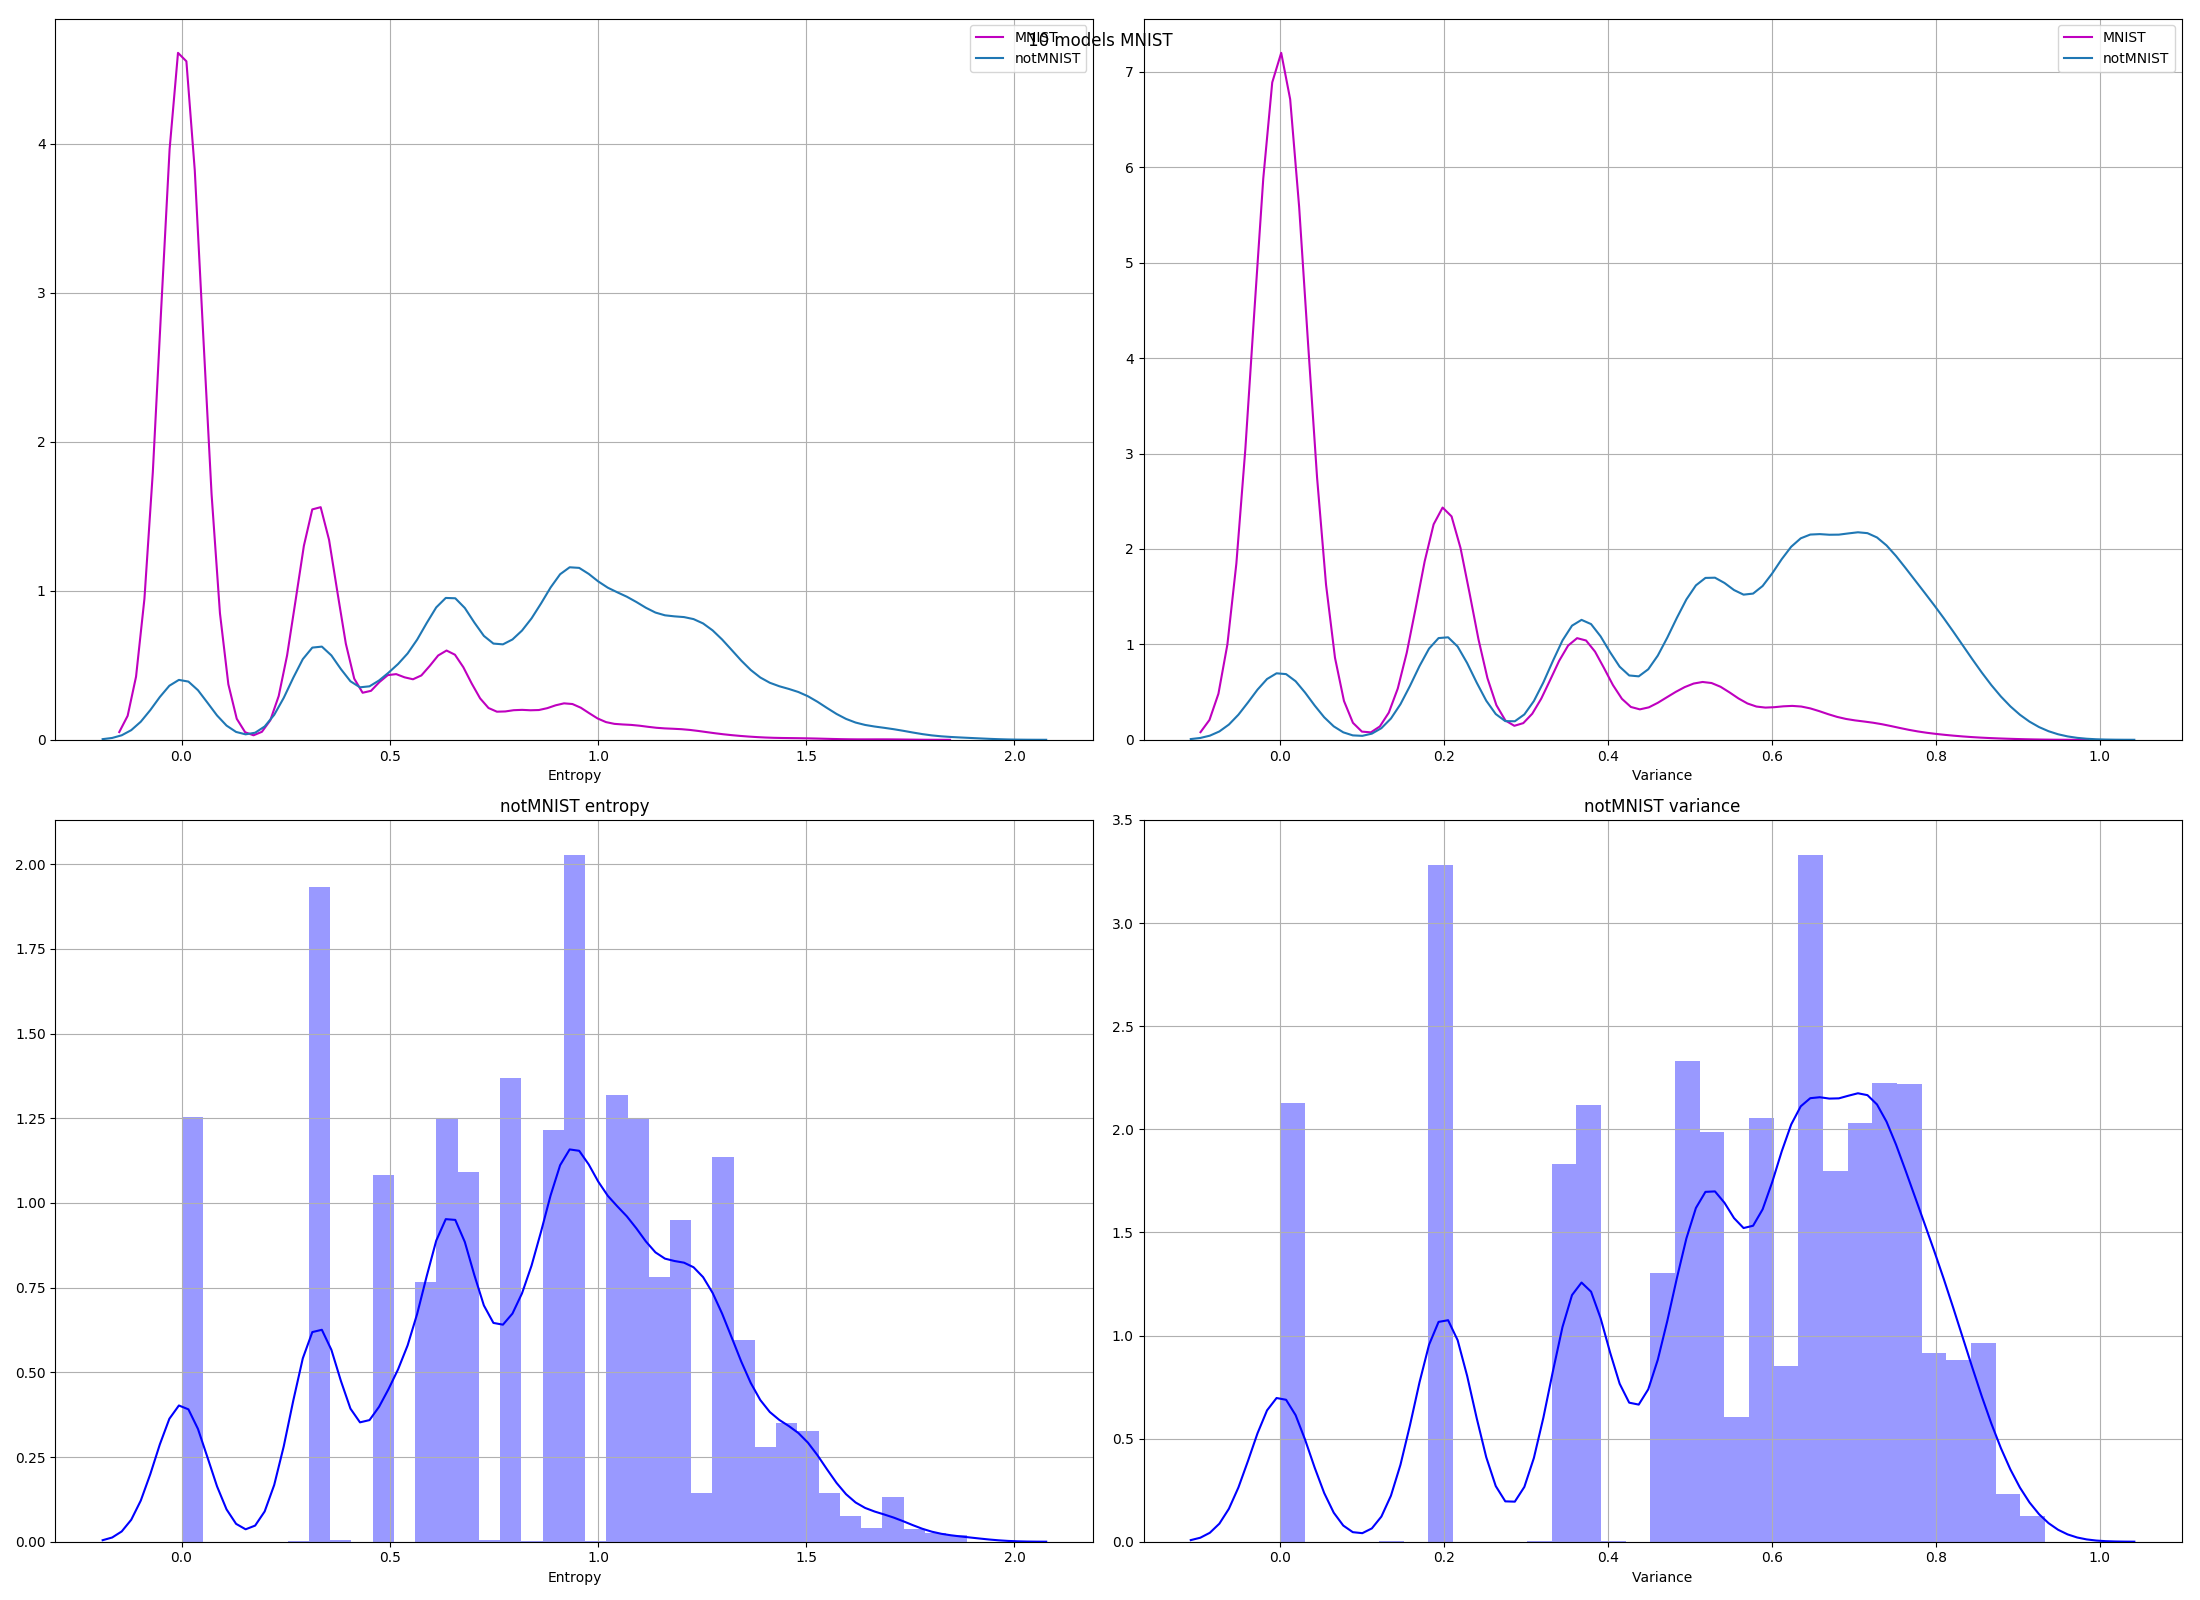 10 models MNIST
MNIST
notMNIST
4
3
2
1
0
0.0 0.5 1.0 1.5 2.0
Entropy
MNIST
notMNIST
7
6
5
4
3
2
1
0
0.0 0.2 0.4 0.6 0.8 1.0
Variance
notMNIST entropy
2.00
1.75
1.50
1.25
1.00
0.75
0.50
0.25
0.00
0.0 0.5 1.0 1.5 2.0
Entropy
notMNIST variance
3.5
3.0
2.5
2.0
1.5
1.0
0.5
0.0
0.0 0.2 0.4 0.6 0.8 1.0
Variance